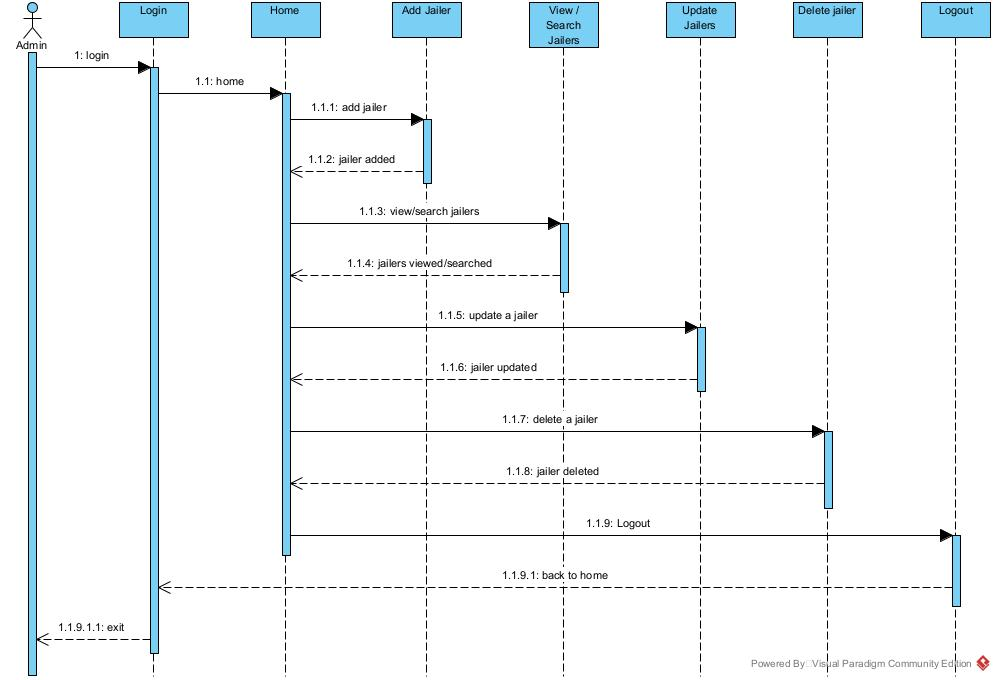 Login
Home
Add Jailer
View /
Search
Jailers
Update
Jailers
Delete jailer
Logout
Admin
1: login
1.1: home
1.1.1: add jailer
1.1.2: jailer added
1.1.3: view/search jailers
1.1.4: jailers viewed/searched
1.1.5: update a jailer
1.1.6: jailer updated
1.1.7: delete a jailer
1.1.8: jailer deleted
1.1.9: Logout
1.1.9.1: back to home
1.1.9.1.1: exit
Powered By Visual Paradigm Community Edition